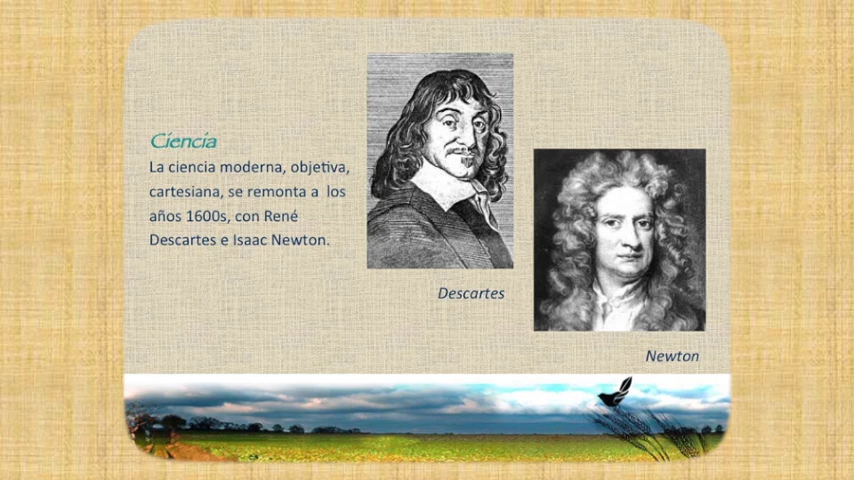 Ciencia
La ciencia moderna, objetiva,
cartesiana, se remonta a los
años 1600s, con René
Descartes e Isaac Newton.
Descartes
Newton